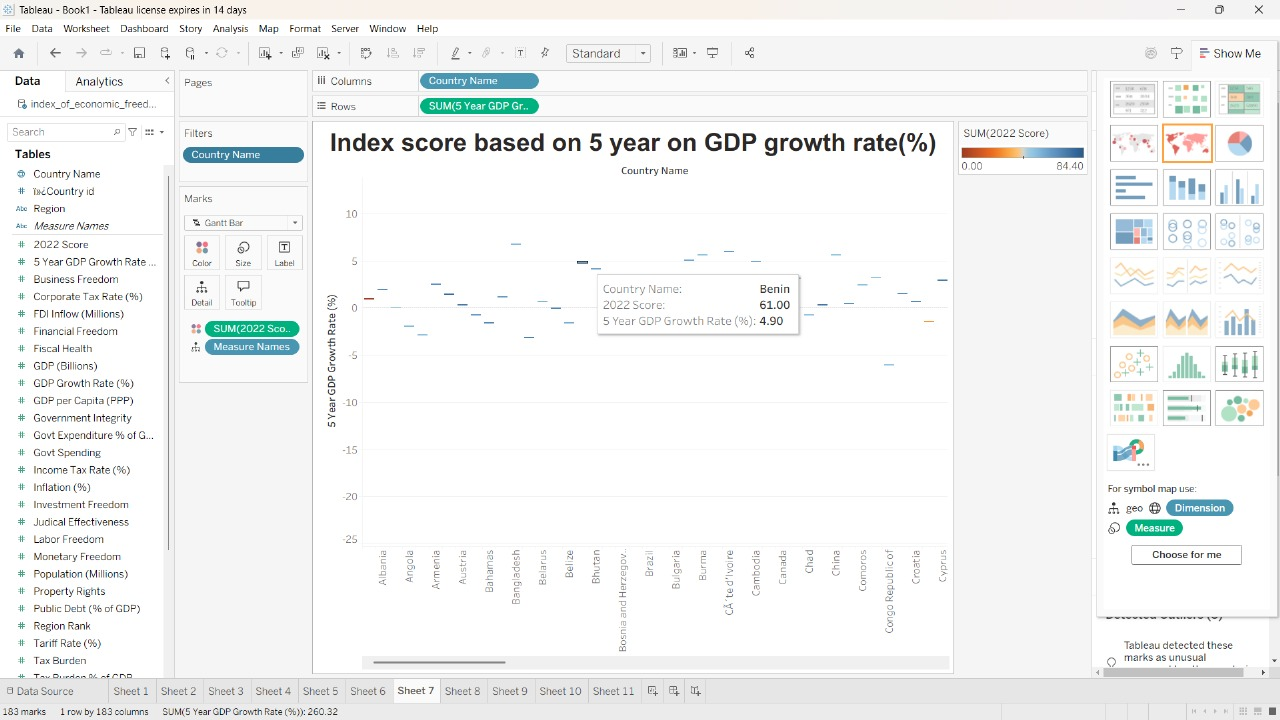 Tableau - Book1 - Tableau license expires in 14 days
File Data Worksheet Dashboard Story Analysis Map Format Server Window Help
Standard
Show Me
Data Analytics
index_of_economic_freed...
Search
Tables
Country Name
ï»¿Country id
Abc Region
Abc Measure Names
2022 Score
5 Year GDP Growth Rate ...
Business Freedom
Corporate Tax Rate (%)
FDI Inflow (Millions)
Financial Freedom
Fiscal Health
GDP (Billions)
GDP Growth Rate (%)
GDP per Capita (PPP)
Government Integrity
Govt Expenditure % of G...
Govt Spending
Income Tax Rate (%)
Inflation (%)
Investment Freedom
Judical Effectiveness
Labor Freedom
Monetary Freedom
Population (Millions)
Property Rights
Public Debt (% of GDP)
Region Rank
Tariff Rate (%)
Tax Burden
Tax Burden % of GDP
Pages
Filters
Country Name
Marks
Gantt Bar
Color Size Label
Detail Tooltip
SUM(2022 Sco..
Measure Names
Columns Country Name
Rows SUM(5 Year GDP Gr..
Index score based on 5 year on GDP growth rate(%)
Country Name
5 Year GDP Growth Rate (%)
10
5
0
-5
-10
-15
-20
-25
Country Name: Benin
2022 Score: 61.00
5 Year GDP Growth Rate (%): 4.90
Albania
Angola
Armenia
Austria
Bahamas
Bangladesh
Belarus
Belize
Bhutan
Bosnia and Herzegov..
Brazil
Bulgaria
Burma
CÃ´te d'Ivoire
Cambodia
Canada
Chad
China
Comoros
Congo Republic of
Croatia
Cyprus
SUM(2022 Score)
0.00 84.40
For symbol map use:
geo Dimension
Measure
Choose for me
Tableau detected these
marks as unusual
Data Source Sheet 1 Sheet 2 Sheet 3 Sheet 4 Sheet 5 Sheet 6 Sheet 7 Sheet 8 Sheet 9 Sheet 10 Sheet 11
183 marks 1 row by 183 columns SUM(5 Year GDP Growth Rate (%)): 260.32